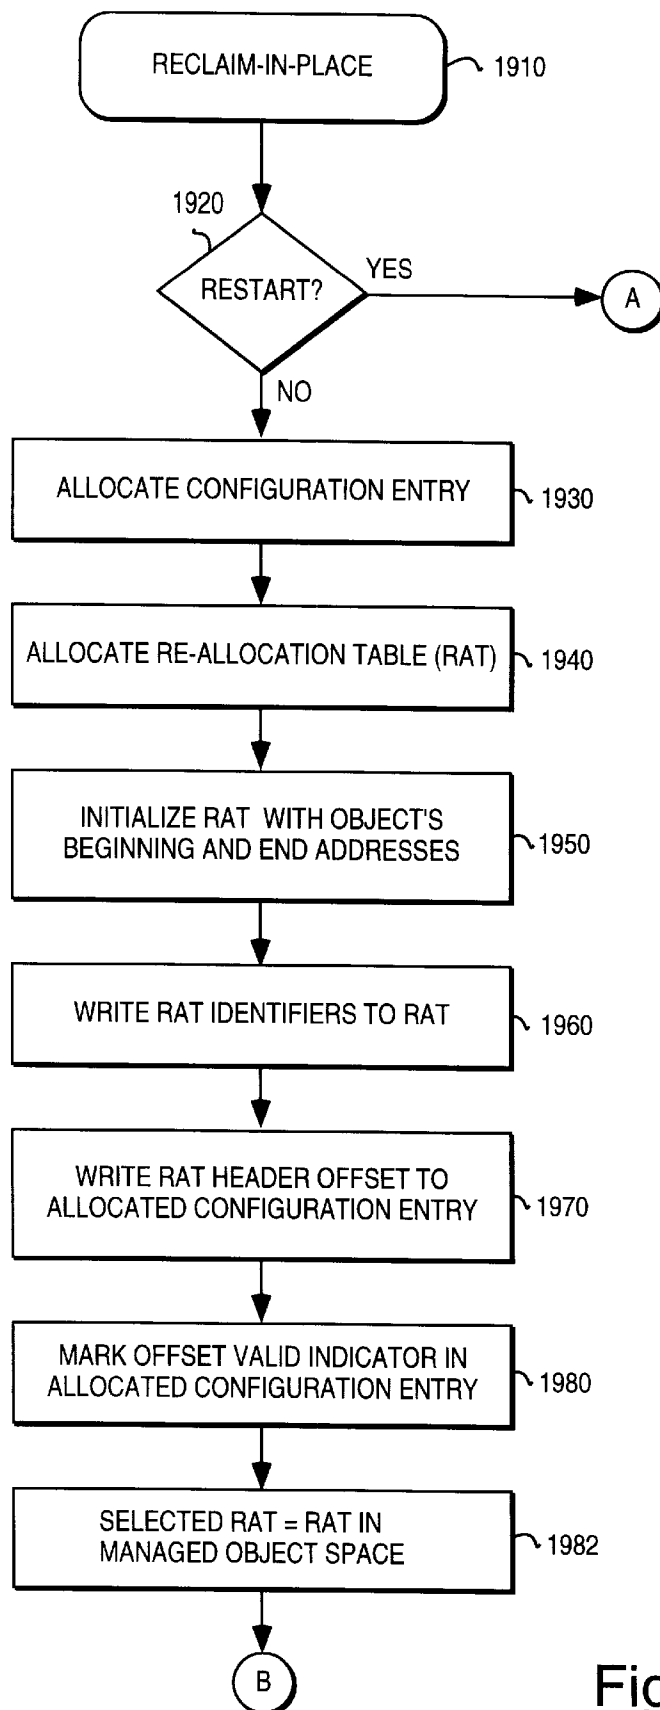 RECLAIM-IN-PLACE
1910
1920
RESTART?
YES
A
NO
ALLOCATE CONFIGURATION ENTRY
1930
ALLOCATE RE-ALLOCATION TABLE (RAT)
1940
INITIALIZE RAT WITH OBJECT'S
BEGINNING AND END ADDRESSES
1950
WRITE RAT IDENTIFIERS TO RAT
1960
WRITE RAT HEADER OFFSET TO
ALLOCATED CONFIGURATION ENTRY
1970
MARK OFFSET VALID INDICATOR IN
ALLOCATED CONFIGURATION ENTRY
1980
SELECTED RAT = RAT IN
MANAGED OBJECT SPACE
1982
B